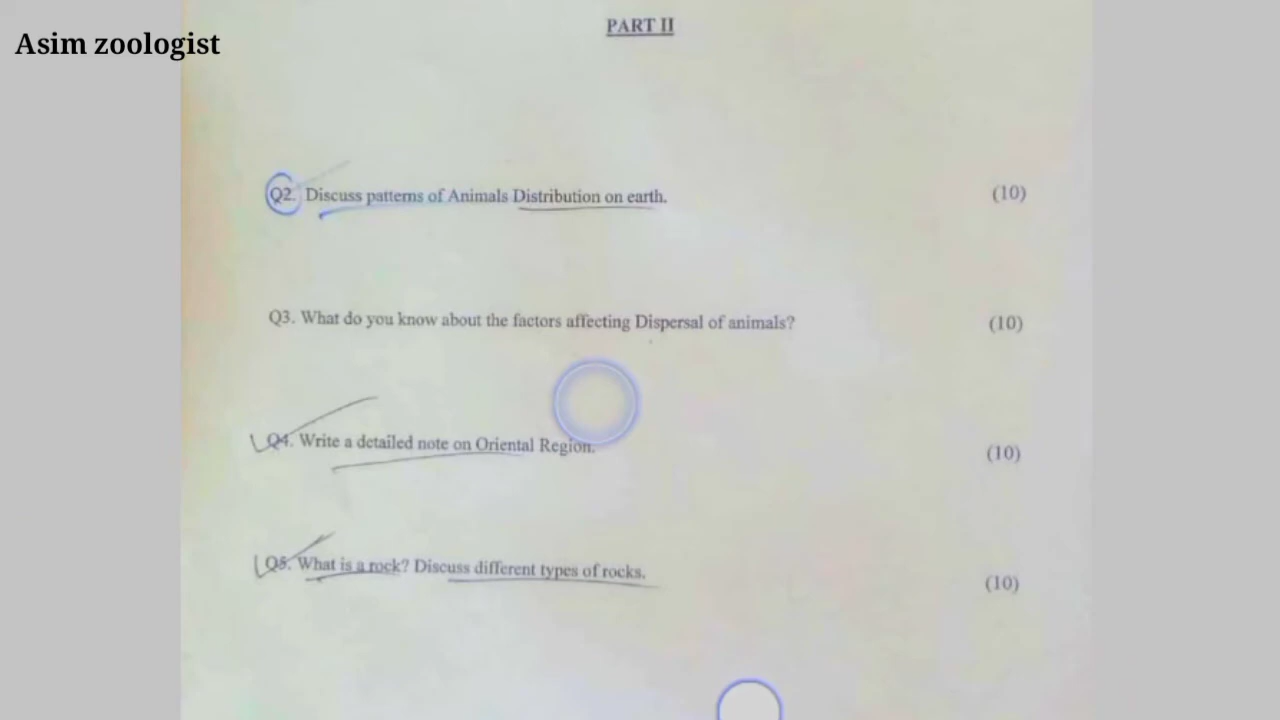 Asim zoologist
PART II
Q2. Discuss patterns of Animals Distribution on earth. (10)
Q3. What do you know about the factors affecting Dispersal of animals? (10)
Q4. Write a detailed note on Oriental Region. (10)
Q5. What is a rock? Discuss different types of rocks. (10)